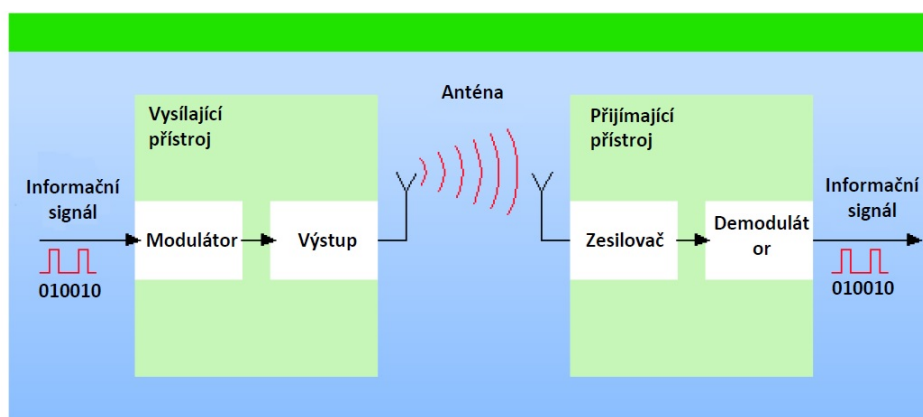 Anténa
Vysílající
přístroj
Přijímající
přístroj
Informační
signál
Modulátor
Výstup
Zesilovač
Demodulát
or
Informační
signál
010010
010010